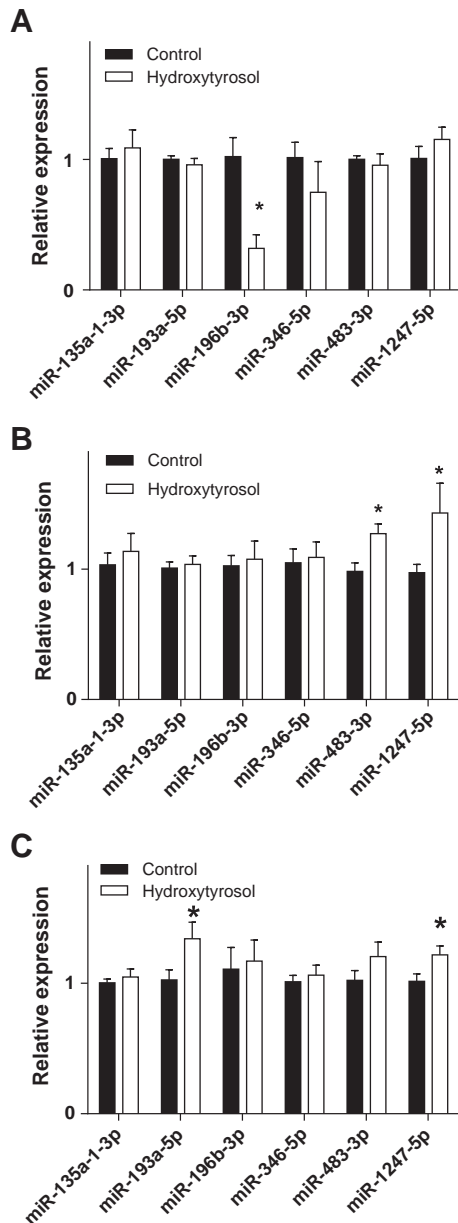 A
Control
Hydroxytyrosol
Relative expression
1
*
0
miR-135a-1-3p
miR-193a-5p
miR-196b-3p
miR-346-5p
miR-483-3p
miR-1247-5p
B
Control
Hydroxytyrosol
Relative expression
*
*
1
0
miR-135a-1-3p
miR-193a-5p
miR-196b-3p
miR-346-5p
miR-483-3p
miR-1247-5p
C
Control
Hydroxytyrosol
Relative expression
*
*
1
0
miR-135a-1-3p
miR-193a-5p
miR-196b-3p
miR-346-5p
miR-483-3p
miR-1247-5p